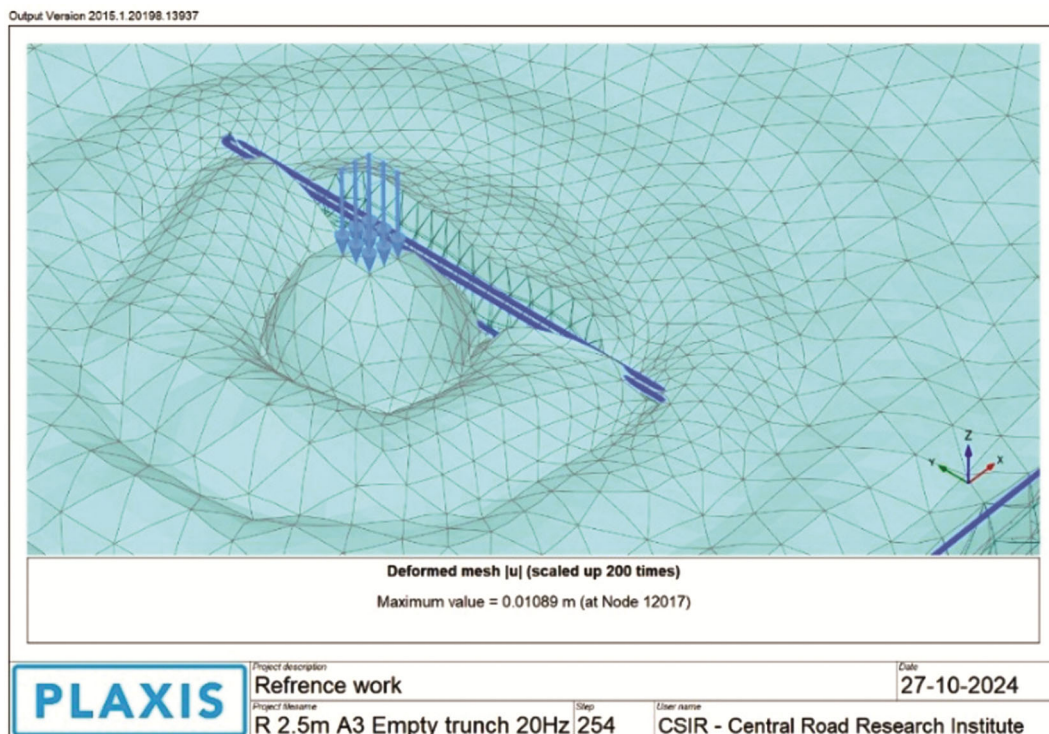 Output Version 2015.1.20198.13937
Z
Y
X
Deformed mesh |u| (scaled up 200 times)
Maximum value = 0.01089 m (at Node 12017)
PLAXIS
Project description
Refrence work
Date
27-10-2024
Project filename
R 2.5m A3 Empty trunch 20Hz
Step
254
User name
CSIR - Central Road Research Institute